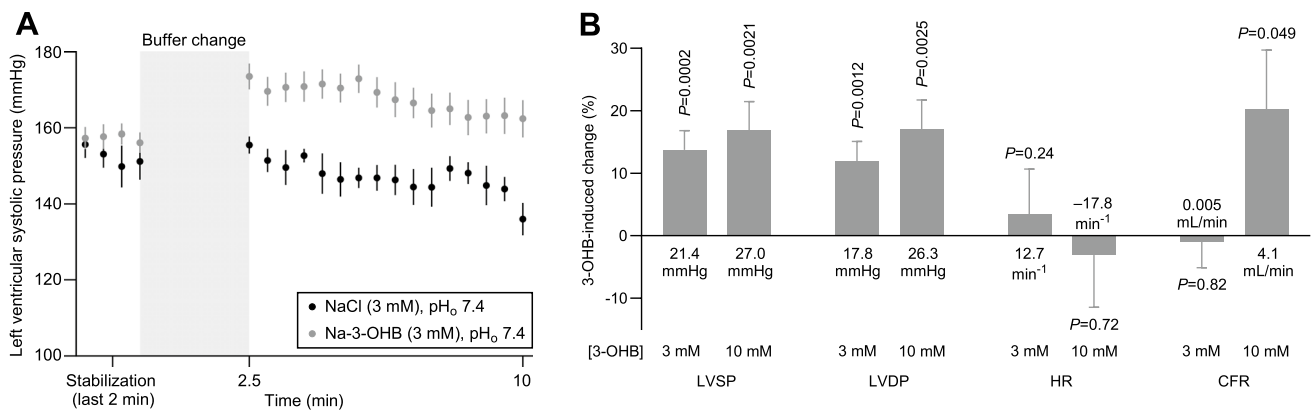 A
Buffer change
Left ventricular systolic pressure (mmHg)
180
160
140
120
100
NaCl (3 mM), pHo 7.4
Na-3-OHB (3 mM), pHo 7.4
Stabilization
(last 2 min)
2.5
10
Time (min)
B
3-OHB-induced change (%)
30
20
10
0
-10
P=0.0002
P=0.0021
P=0.0012
P=0.0025
P=0.24
–17.8
min-1
0.005
mL/min
P=0.049
21.4
mmHg
27.0
mmHg
17.8
mmHg
26.3
mmHg
12.7
min-1
P=0.72
P=0.82
4.1
mL/min
[3-OHB] 3 mM 10 mM 3 mM 10 mM 3 mM 10 mM 3 mM 10 mM
LVSP LVDP HR CFR